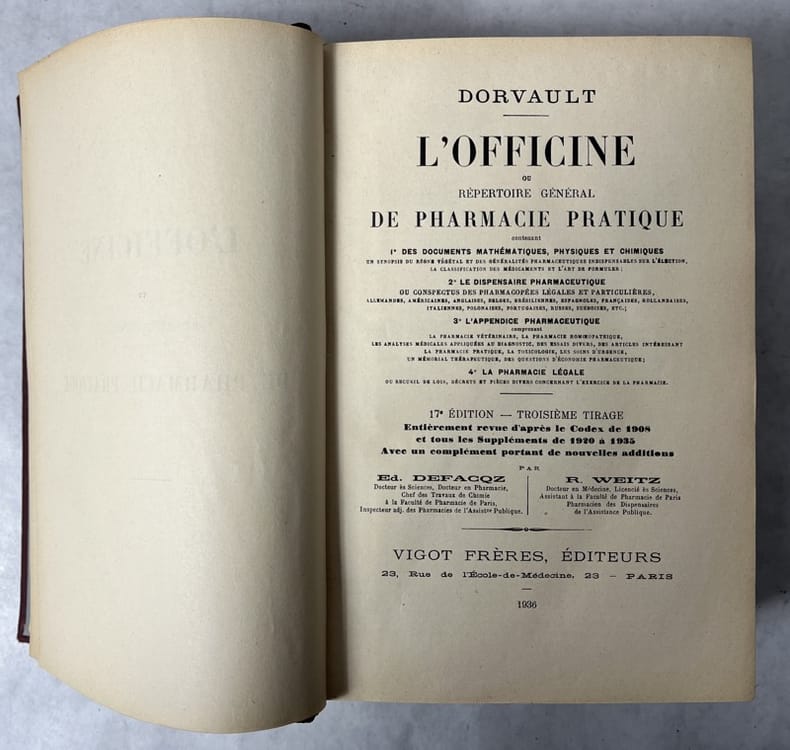 DORVAULT
L'OFFICINE
OU
RÉPERTOIRE GÉNÉRAL
DE PHARMACIE PRATIQUE
contenant
1º DES DOCUMENTS MATHÉMATIQUES, PHYSIQUES ET CHIMIQUES
UN SYNOPSIS DU RÈGNE VÉGÉTAL ET DES GÉNÉRALITÉS PHARMACEUTIQUES INDISPENSABLES SUR L'ÉLECTION,
LA CLASSIFICATION DES MÉDICAMENTS ET L'ART DE FORMULER ;
2º LE DISPENSAIRE PHARMACEUTIQUE
OU CONSPECTUS DES PHARMACOPÉES LÉGALES ET PARTICULIÈRES,
ALLEMANDES, AMÉRICAINES, ANGLAISES, BELGES, BRÉSILIENNES, ESPAGNOLES, FRANÇAISES, HOLLANDAISES,
ITALIENNES, POLONAISES, PORTUGAISES, RUSSES, SUÉDOISES, ETC.;
3º L'APPENDICE PHARMACEUTIQUE
comprenant
LA PHARMACIE VÉTÉRINAIRE, LA PHARMACIE HOMŒOPATHIQUE,
LES ANALYSES MÉDICALES APPLIQUÉES AU DIAGNOSTIC, DES ESSAIS DIVERS, DES ARTICLES INTÉRESSANT
LA PHARMACIE PRATIQUE, LA TOXICOLOGIE, LES SOINS D'URGENCE,
UN MÉMORIAL THÉRAPEUTIQUE, DES QUESTIONS D'ÉCONOMIE PHARMACEUTIQUE ;
4º LA PHARMACIE LÉGALE
OU RECUEIL DE LOIS, DÉCRETS ET PIÈCES DIVERS CONCERNANT L'EXERCICE DE LA PHARMACIE.
17e ÉDITION — TROISIÈME TIRAGE
Entièrement revue d'après le Codex de 1908
et tous les Suppléments de 1920 à 1935
Avec un complément portant de nouvelles additions
PAR
Ed. DEFACQZ
Docteur ès Sciences, Docteur en Pharmacie,
Chef des Travaux de Chimie
à la Faculté de Pharmacie de Paris,
Inspecteur adj. des Pharmacies de l'Assistce Publique.
R. WEITZ
Docteur en Médecine, Licencié ès Sciences,
Assistant à la Faculté de Pharmacie de Paris
Pharmacien des Dispensaires
de l'Assistance Publique.
VIGOT FRÈRES, ÉDITEURS
23, Rue de l'École-de-Médecine, 23 — PARIS
1936